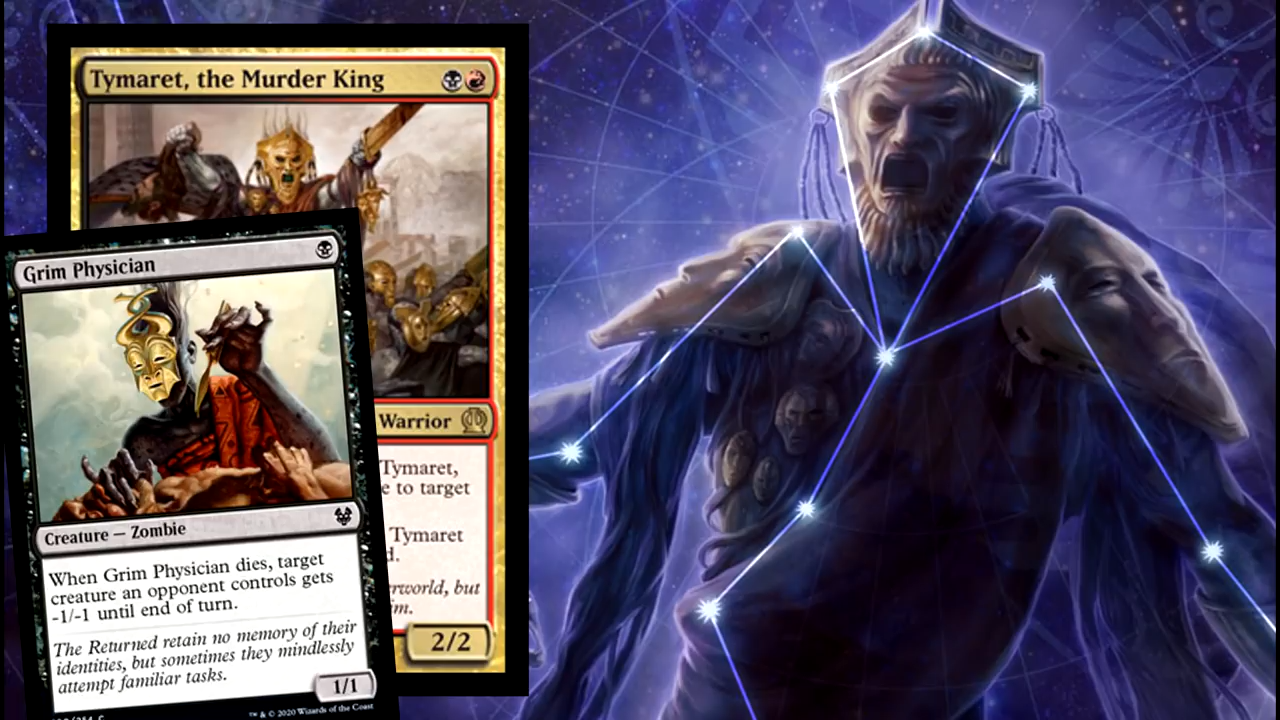 Tymaret, the Murder King
Warrior
Tymaret,
e to target
Tymaret
d.
rworld, but
im.
2/2
Grim Physician
Creature — Zombie
When Grim Physician dies, target
creature an opponent controls gets
-1/-1 until end of turn.
The Returned retain no memory of their
identities, but sometimes they mindlessly
attempt familiar tasks.
1/1
™ & © 2020 Wizards of the Coast